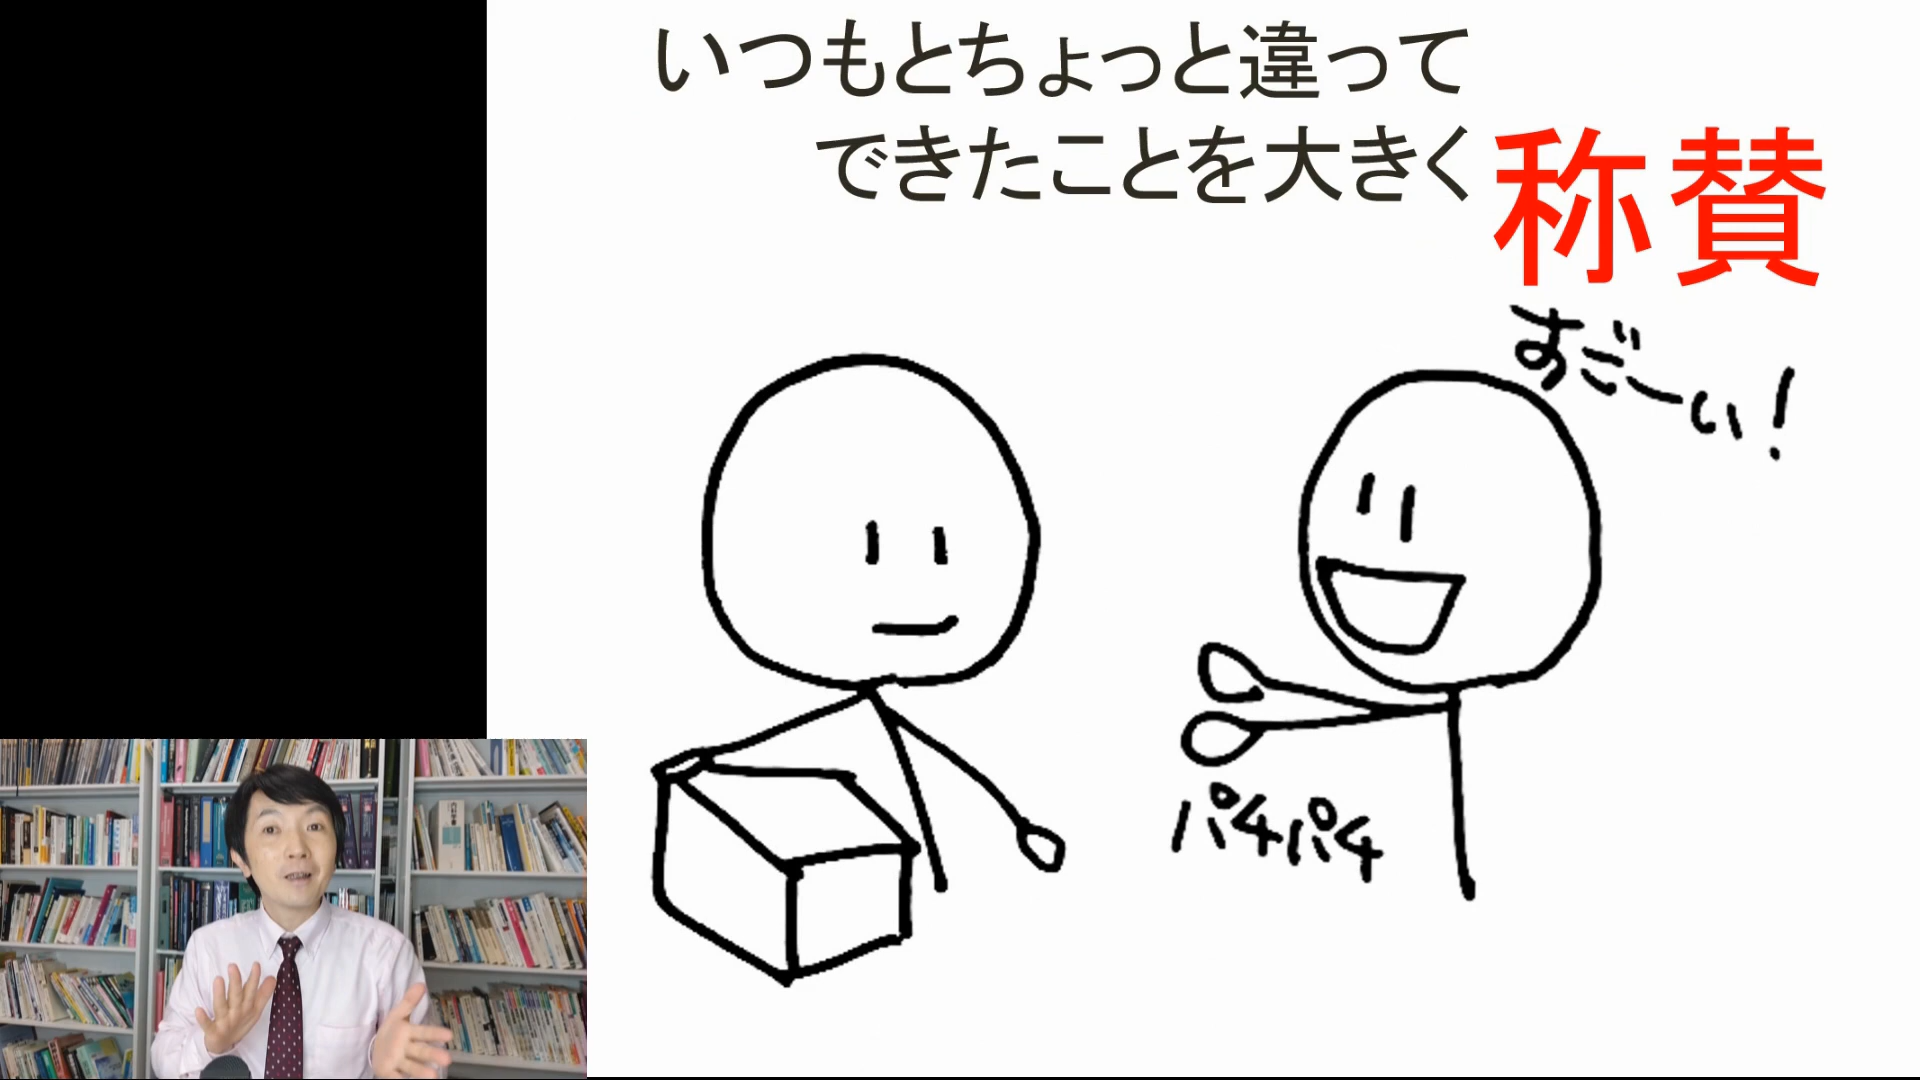 いつもとちょっと違って
できたことを大きく称賛
すごーい！
パチパチ